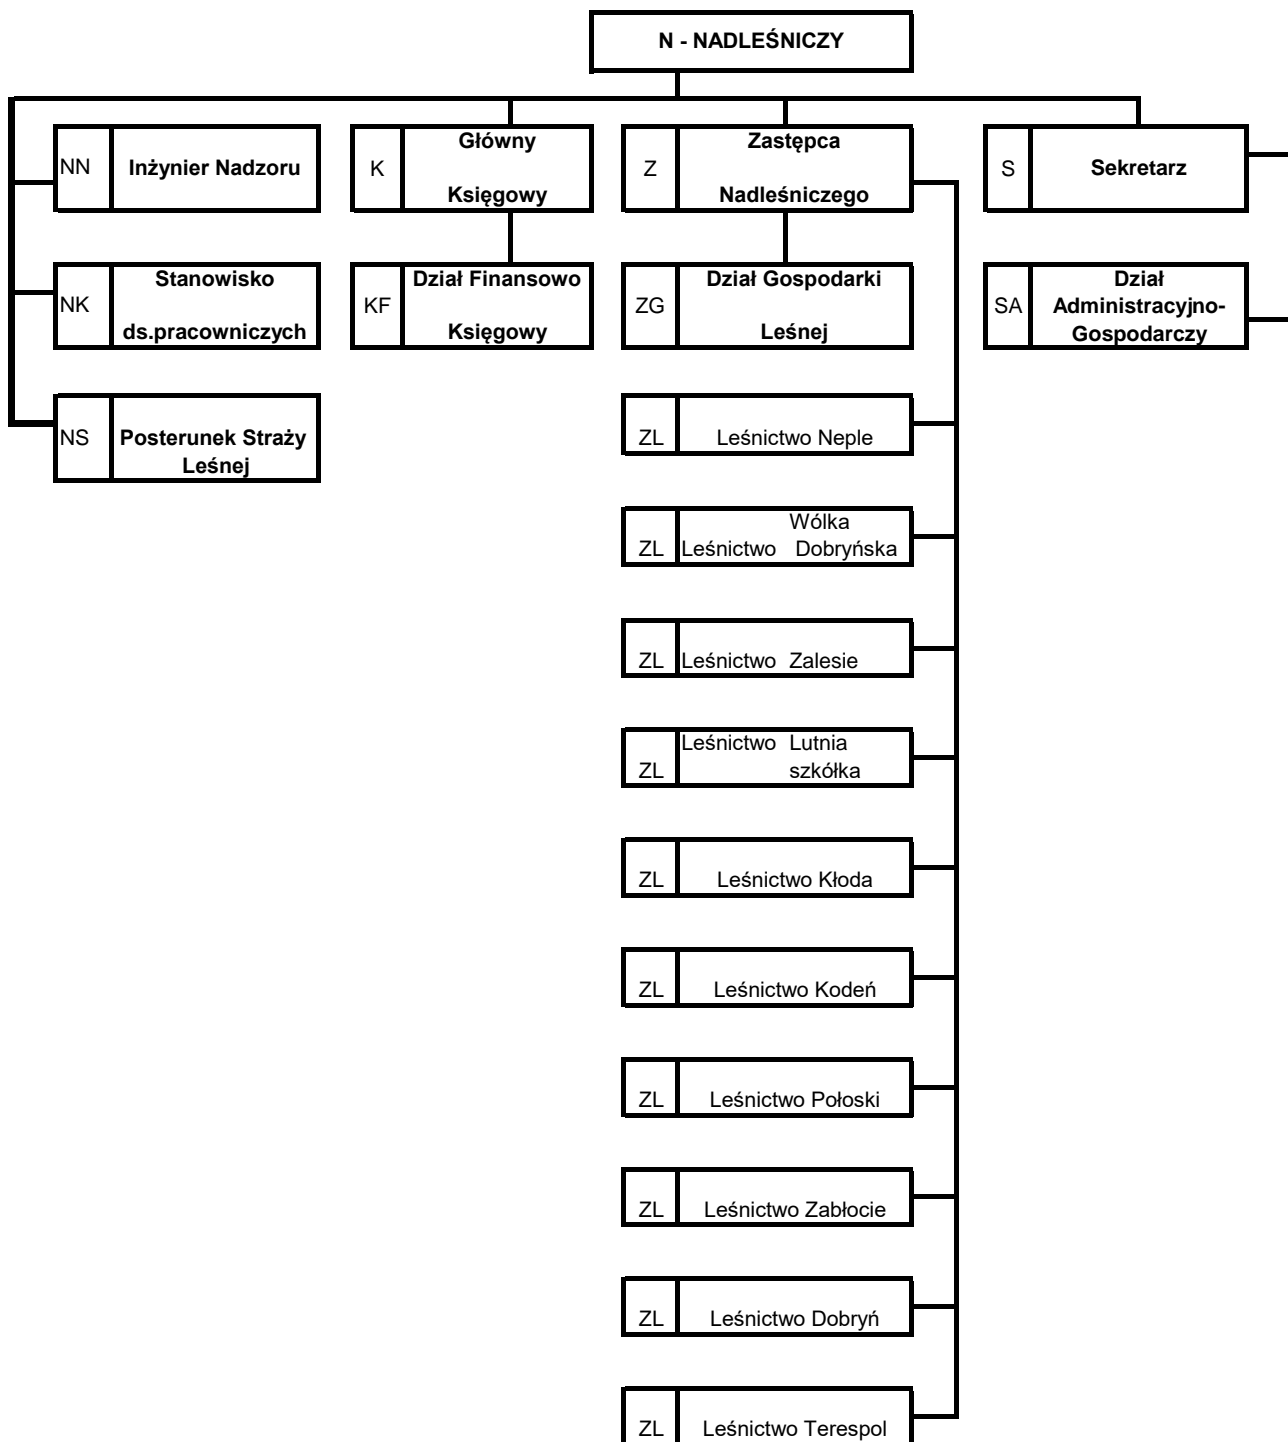 N - NADLEŚNICZY
NN
Inżynier Nadzoru
K
Główny
Księgowy
Z
Zastępca
Nadleśniczego
S
Sekretarz
NK
Stanowisko
ds.pracowniczych
KF
Dział Finansowo
Księgowy
ZG
Dział Gospodarki
Leśnej
SA
Dział
Administracyjno-
Gospodarczy
NS
Posterunek Straży
Leśnej
ZL
Leśnictwo Neple
Wólka
ZL Leśnictwo Dobryńska
ZL Leśnictwo Zalesie
Leśnictwo Lutnia
ZL szkółka
ZL Leśnictwo Kłoda
ZL Leśnictwo Kodeń
ZL Leśnictwo Połoski
ZL Leśnictwo Zabłocie
ZL Leśnictwo Dobryń
ZL Leśnictwo Terespol